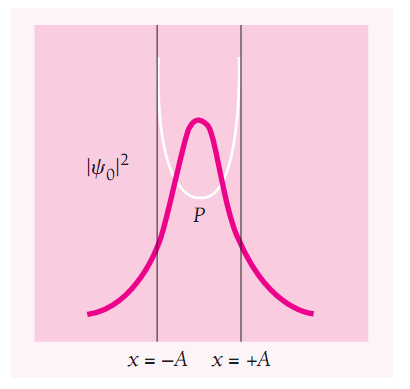 |ψ₀|²
P
x = −A
x = +A